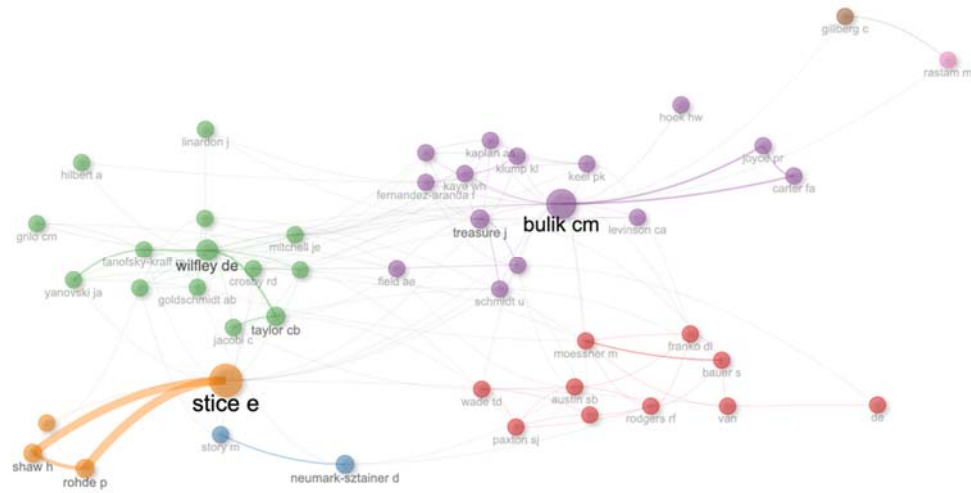 gillberg c
rastam m
hoek hw
linardon j
kaplan as
klump kl
joyce pr
hilbert a
keel pk
kaye wh
carter fa
fernandez-aranda f
bulik cm
levinson ca
treasure j
grilo cm
mitchell je
tanofsky-kraff m
wilfley de
crosby rd
field ae
yanovski ja
goldschmidt ab
schmidt u
taylor cb
jacobi c
moessner m
franko dl
bauer s
stice e
wade td
austin sb
rodgers rf
van
de
paxton sj
story m
shaw h
rohde p
neumark-sztainer d